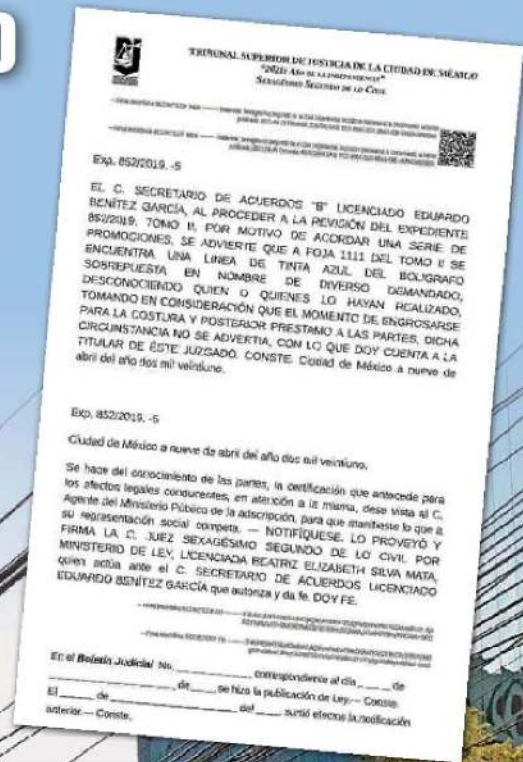 TRIBUNAL SUPERIOR DE JUSTICIA DE LA CIUDAD DE MÉXICO
"2021: AÑO DE LA INDEPENDENCIA"
SEXAGÉSIMO SEGUNDO DE LO CIVIL
Exp. 852/2019, -5
EL C. SECRETARIO DE ACUERDOS "B" LICENCIADO EDUARDO
BENÍTEZ GARCÍA, AL PROCEDER A LA REVISIÓN DEL EXPEDIENTE
852/2019, TOMO II, POR MOTIVO DE ACORDAR UNA SERIE DE
PROMOCIONES, SE ADVIERTE QUE A FOJA 1111 DEL TOMO II SE
ENCUENTRA UNA LINEA DE TINTA AZUL DEL BOLIGRAFO
SOBREPUESTA EN NOMBRE DE DIVERSO DEMANDADO,
DESCONOCIENDO QUIEN O QUIENES LO HAYAN REALIZADO,
TOMANDO EN CONSIDERACIÓN QUE EL MOMENTO DE ENGROSARSE
PARA LA COSTURA Y POSTERIOR PRESTAMO A LAS PARTES, DICHA
CIRCUNSTANCIA NO SE ADVERTIA, CON LO QUE DOY CUENTA A LA
TITULAR DE ÉSTE JUZGADO. CONSTE. Ciudad de México a nueve de
abril del año dos mil veintiuno.
Exp. 852/2019, -5
Ciudad de México a nueve de abril del año dos mil veintiuno.
Se hace del conocimiento de las partes, la certificación que antecede para
los efectos legales conducentes, en atención a la misma, dese vista al C.
Agente del Ministerio Público de la adscripción, para que manifieste lo que a
su representación social competa. — NOTIFÍQUESE. LO PROVEYÓ Y
FIRMA LA C. JUEZ SEXAGÉSIMO SEGUNDO DE LO CIVIL POR
MINISTERIO DE LEY, LICENCIADA BEATRIZ ELIZABETH SILVA MATA,
quien actúa ante el C. SECRETARIO DE ACUERDOS LICENCIADO
EDUARDO BENÍTEZ GARCÍA que autoriza y da fe. DOY FE.
En el Boletín Judicial No. ________ correspondiente al día _____ de
________ , de ____ se hizo la publicación de Ley.— Conste.
El ____ de ________ del ____ surtió efectos la notificación
anterior.— Conste.